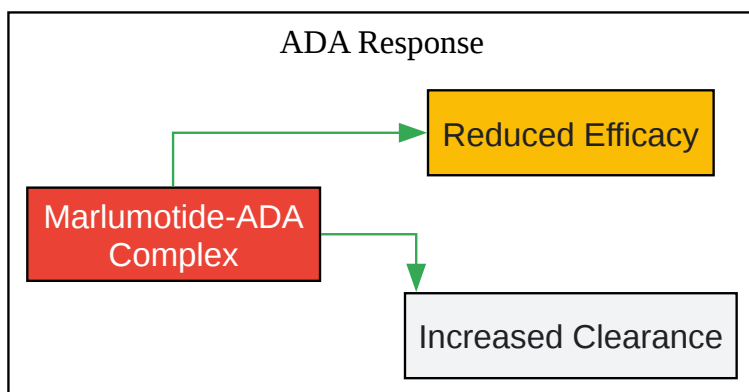 ADA Response
Reduced Efficacy
Marlumotide-ADA
Complex
Increased Clearance